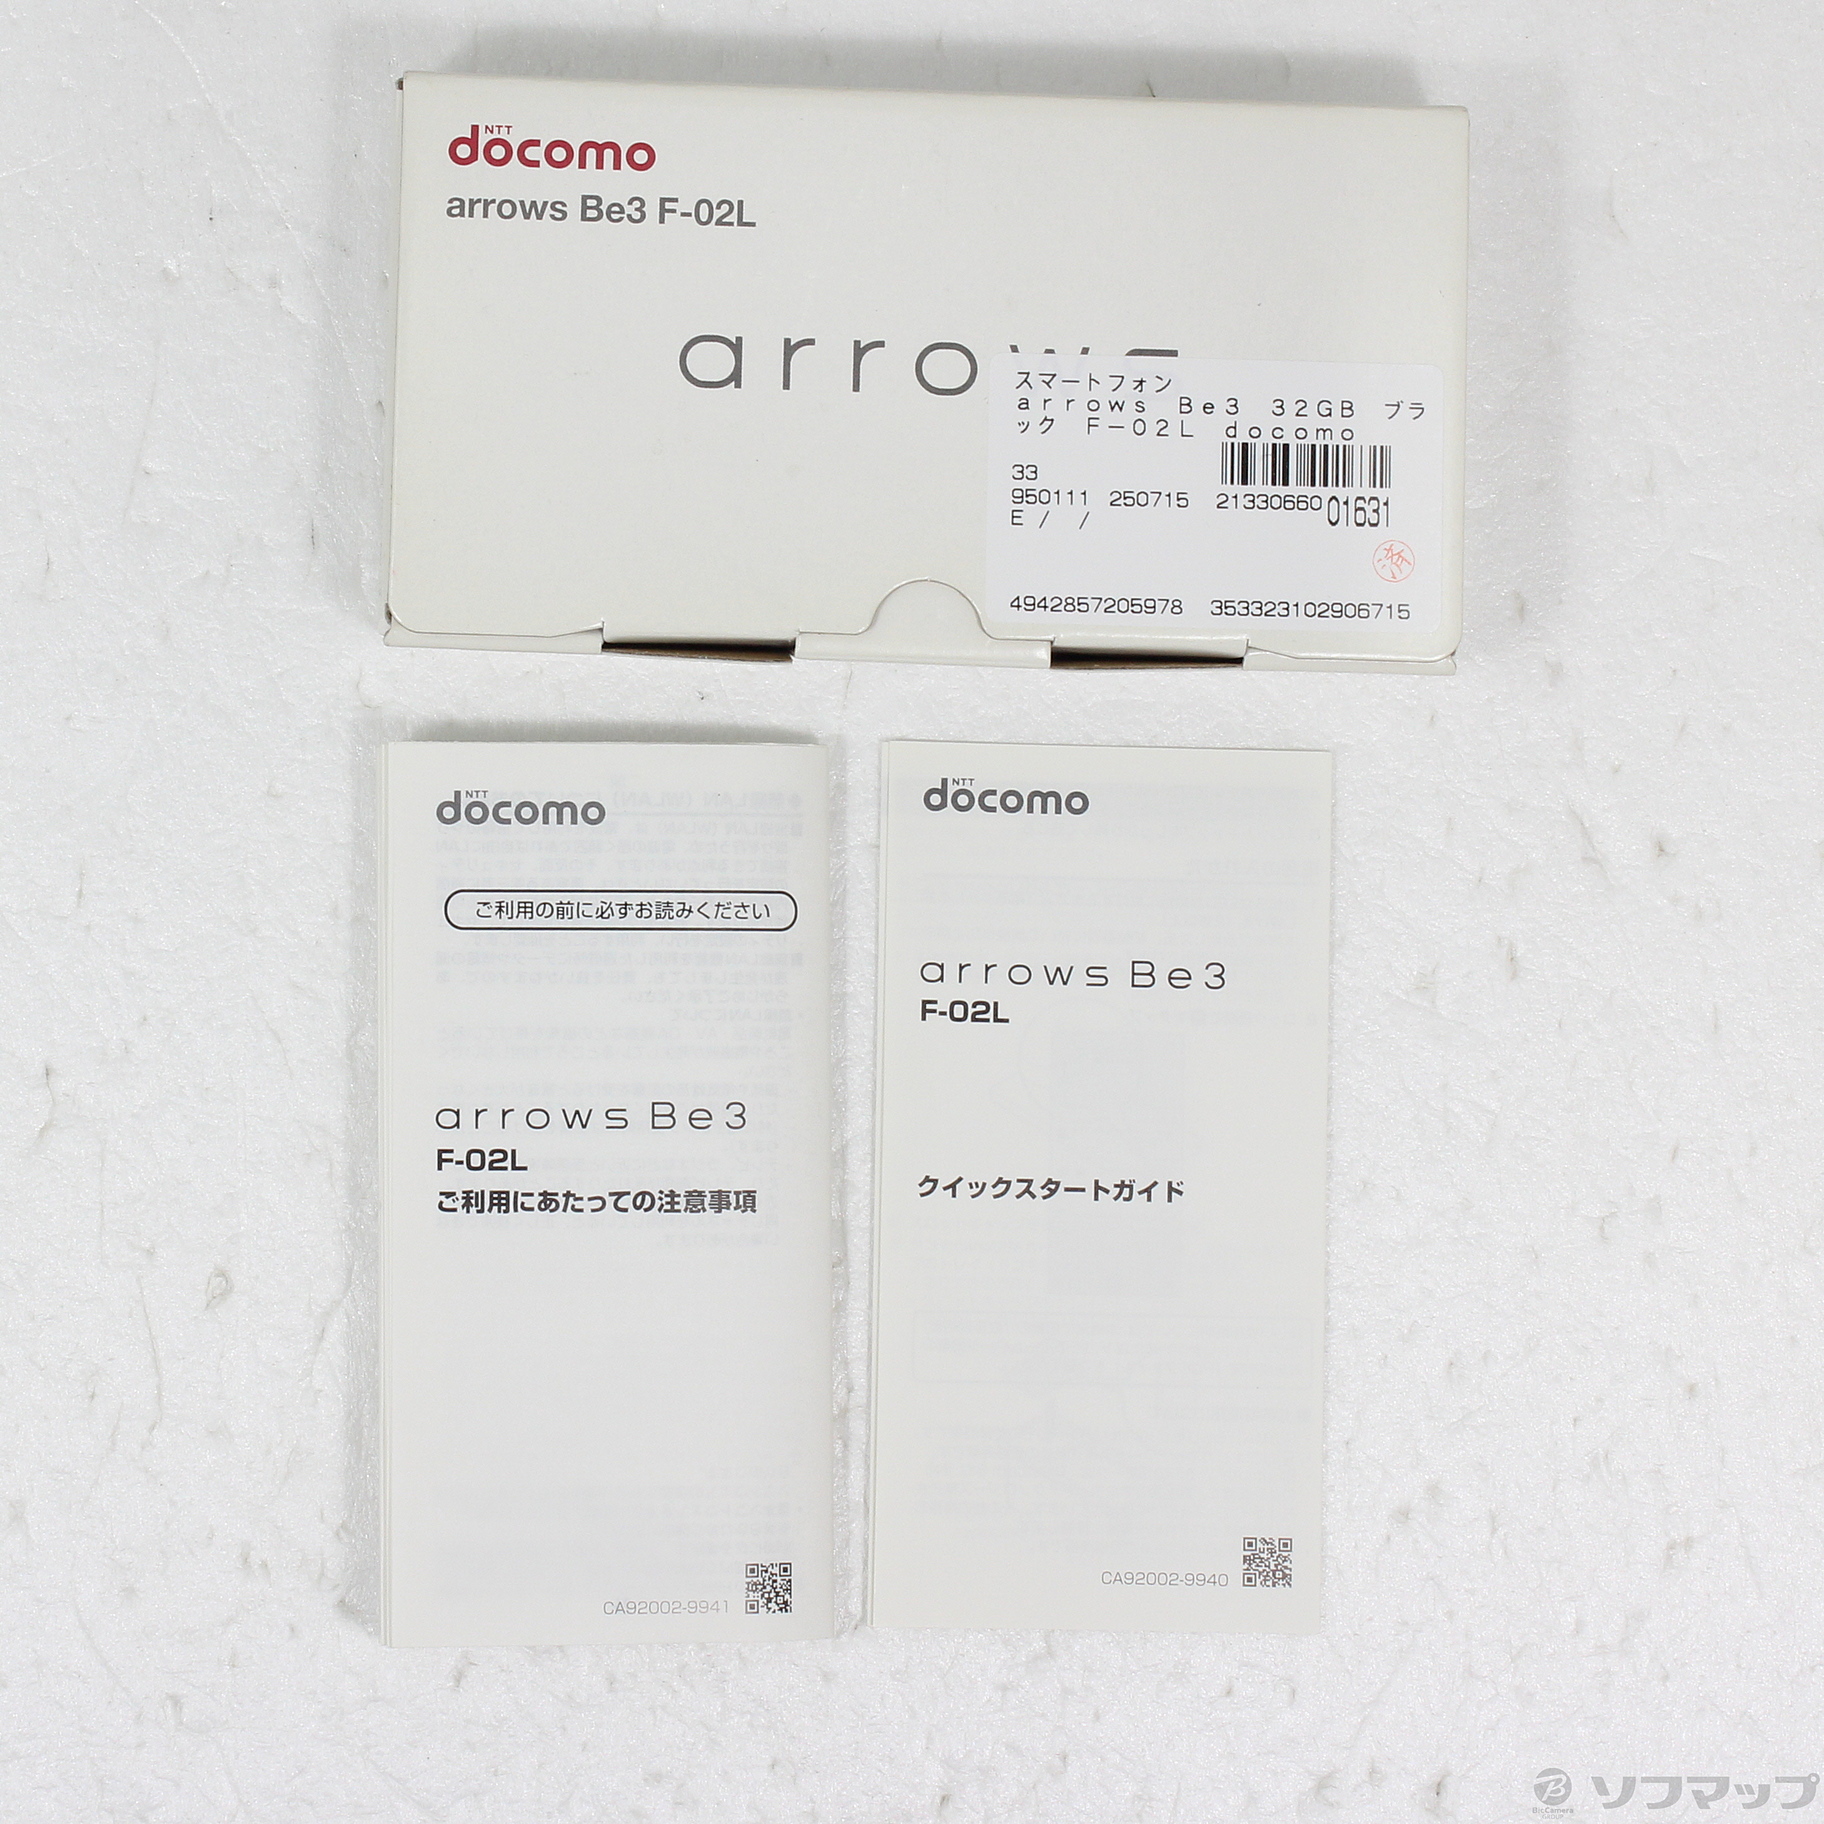 NTT
docomo
arrows Be3 F-02L
arrows
スマートフォン
arrows Be3 32GB ブラ
ック F-02L docomo
33
950111 250715 2133066001631
E / /
済
4942857205978 353323102906715
NTT
docomo
ご利用の前に必ずお読みください
arrows Be3
F-02L
ご利用にあたっての注意事項
CA92002-9941
NTT
docomo
arrows Be3
F-02L
クイックスタートガイド
CA92002-9940
BicCamera
GROUP
ソフマップ